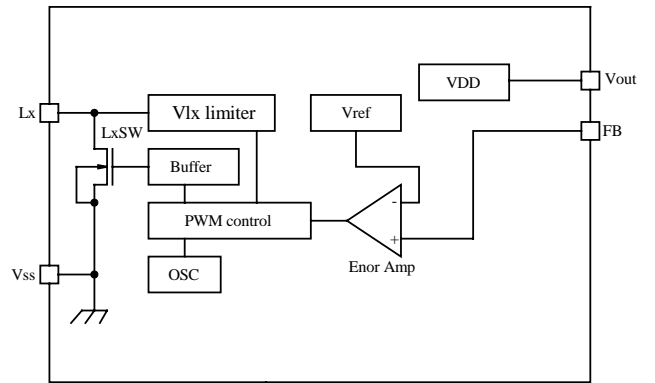 VDD
Vout
Lx
Vlx limiter
Vref
FB
LxSW
Buffer
-
PWM control
+
Enor Amp
Vss
OSC